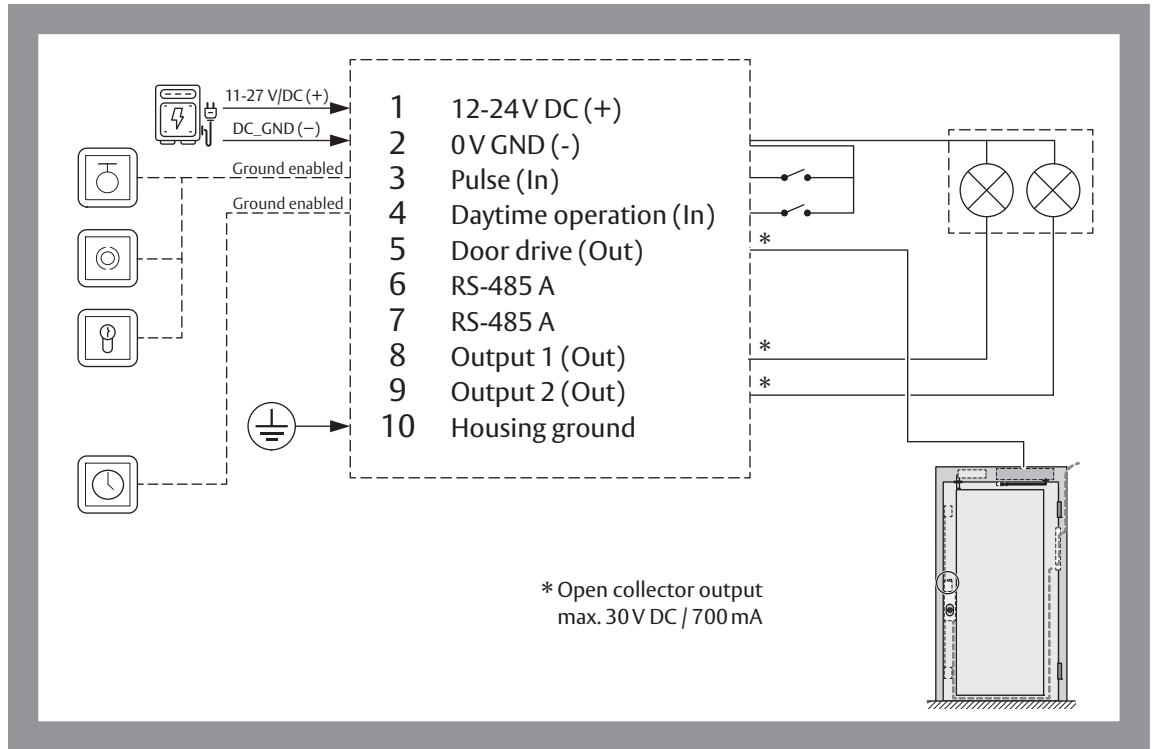 11-27 V/DC (+)
DC_GND (−)
Ground enabled
Ground enabled
1 12-24 V DC (+)
2 0 V GND (-)
3 Pulse (In)
4 Daytime operation (In)
5 Door drive (Out)
6 RS-485 A
7 RS-485 A
8 Output 1 (Out)
9 Output 2 (Out)
10 Housing ground
*
*
*
* Open collector output
max. 30 V DC / 700 mA